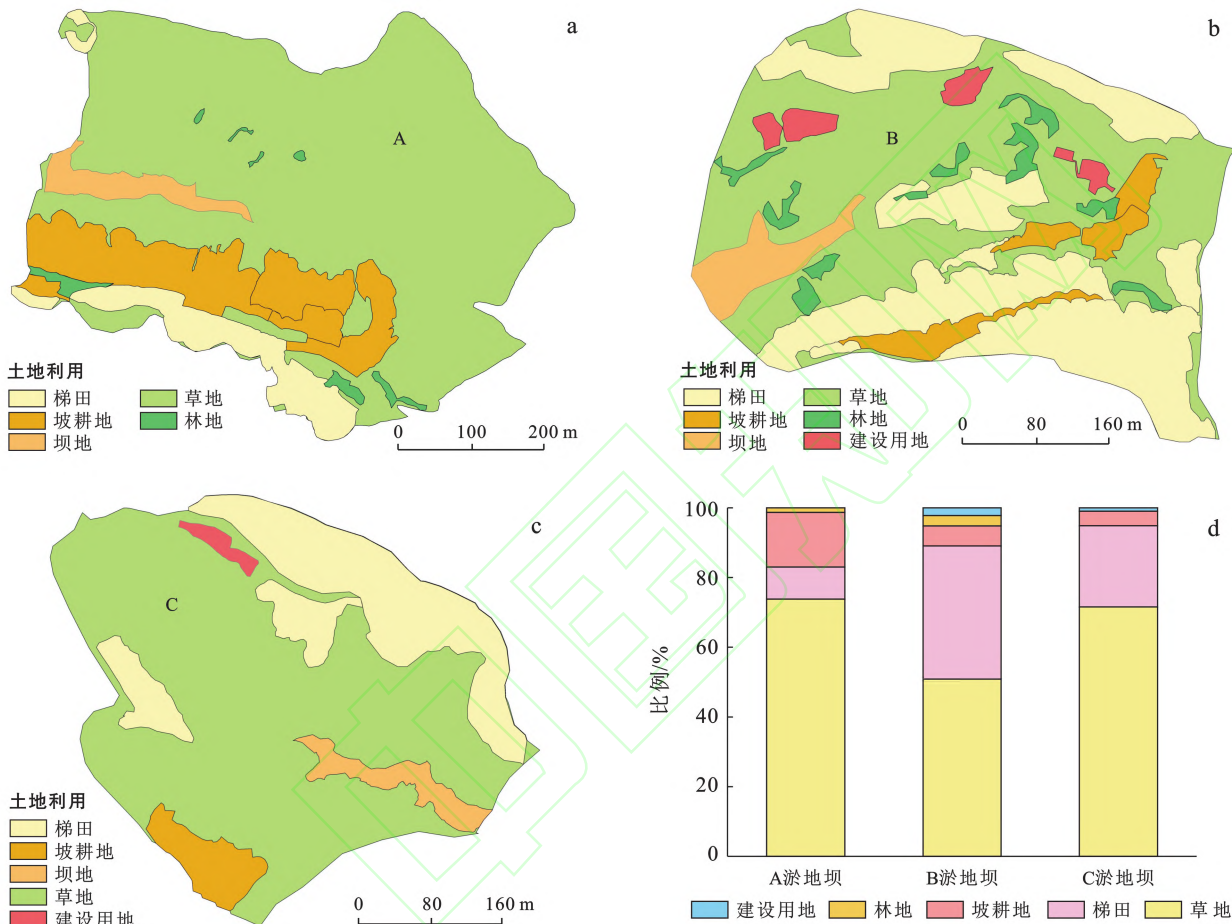 a
A
土地利用
梯田
草地
坡耕地
林地
坝地
0 100 200 m
b
B
土地利用
梯田
草地
坡耕地
林地
坝地
建设用地
0 80 160 m
c
C
土地利用
梯田
坡耕地
坝地
草地
建设用地
0 80 160 m
d
比例/%
100
80
60
40
20
0
A淤地坝 B淤地坝 C淤地坝
建设用地 林地 坡耕地 梯田 草地